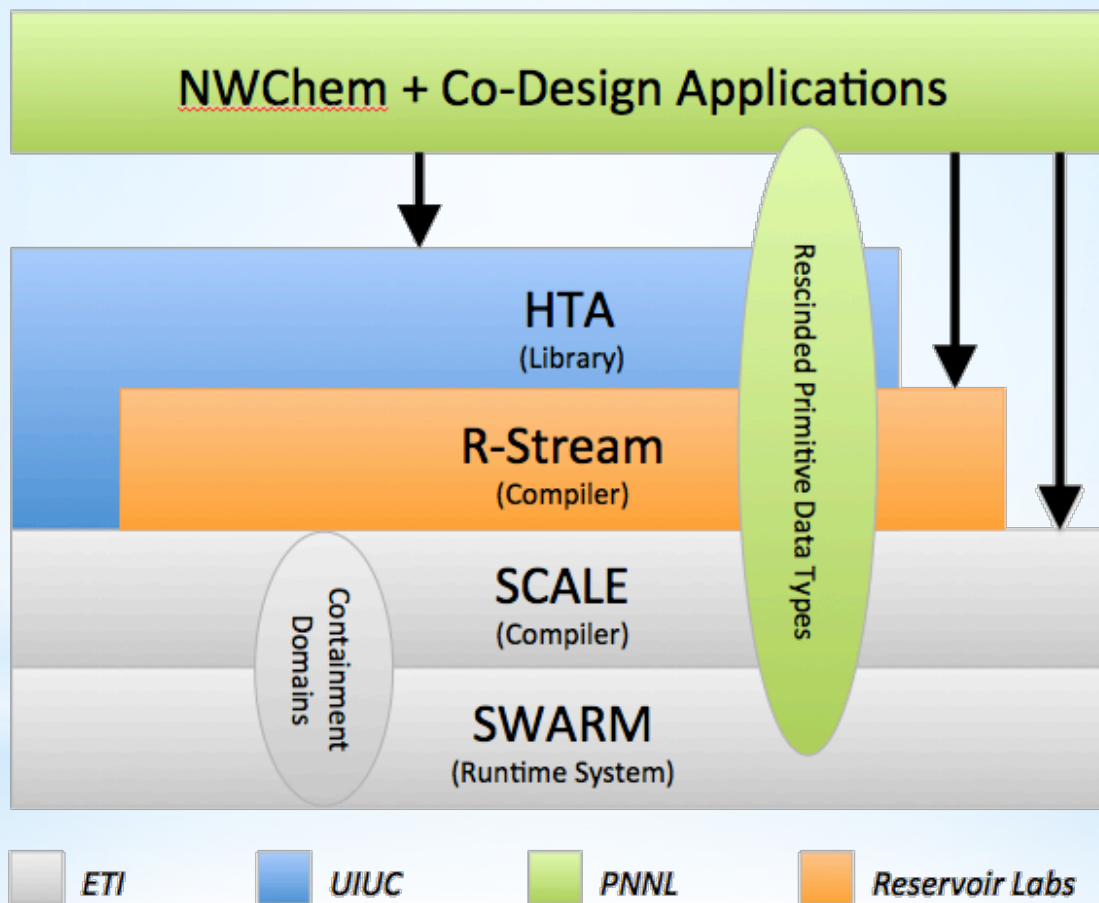 NWChem + Co-Design Applications
HTA
(Library)
R-Stream
(Compiler)
SCALE
(Compiler)
SWARM
(Runtime System)
Containment
Domains
Rescinded Primitive Data Types
ETI
UIUC
PNNL
Reservoir Labs